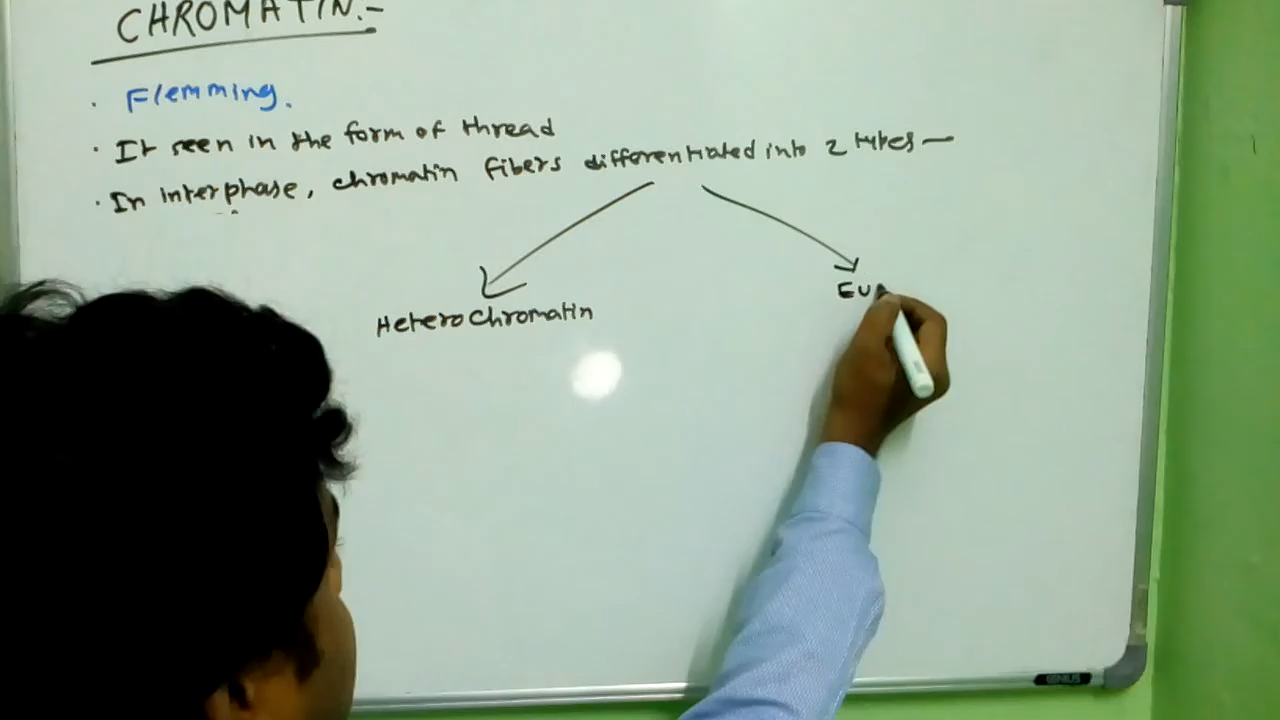 CHROMATIN:-
· Flemming.
· It seen in the form of thread
· In interphase, chromatin fibers differentiated into 2 types —
HeteroChromatin
Eu
GENIUS